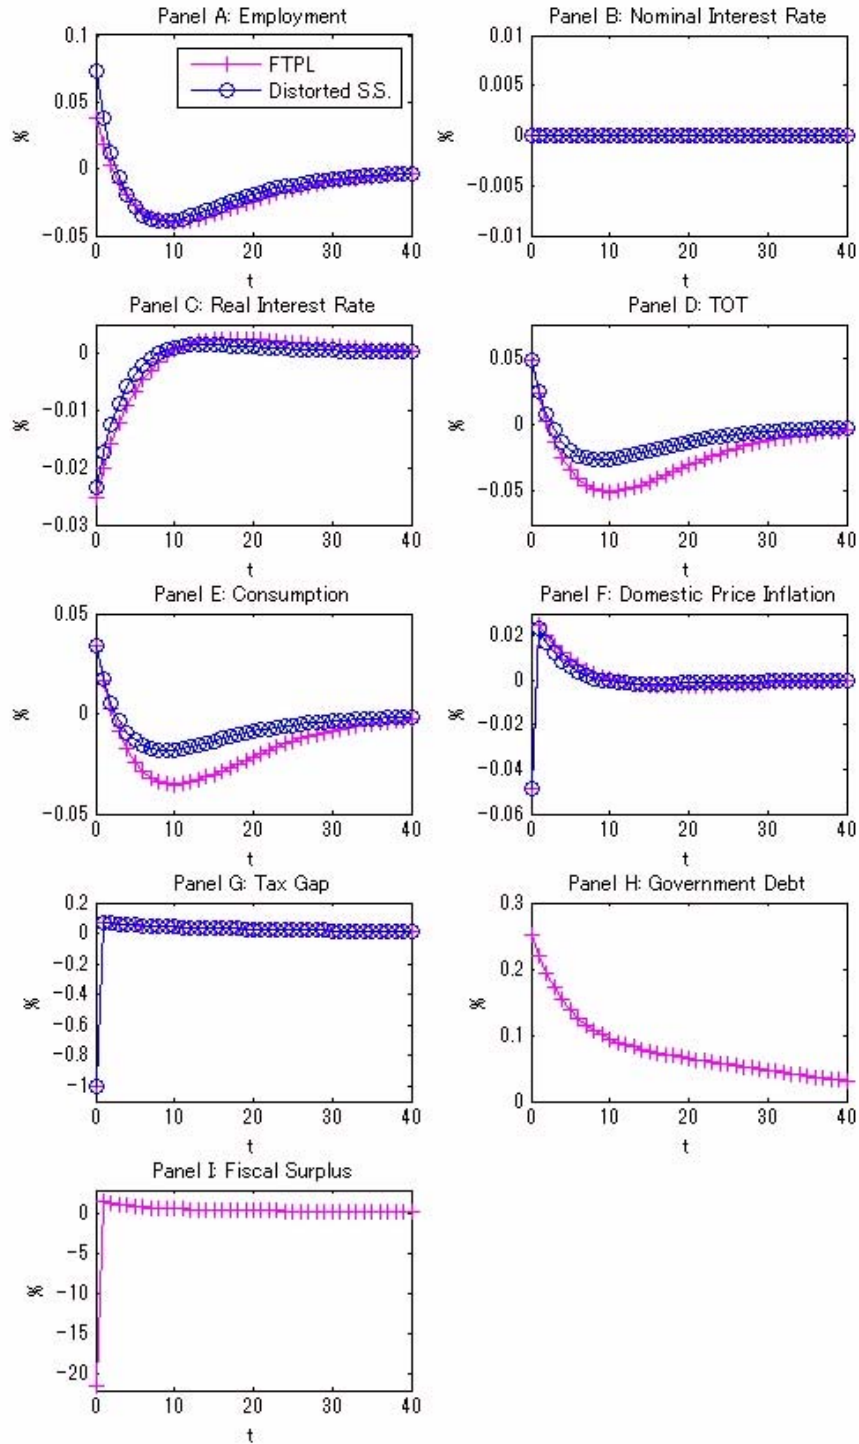 Panel A: Employment
0.1
0.05
0
-0.05
%
FTPL
Distorted S.S.
0 10 20 30 40
t
Panel B: Nominal Interest Rate
0.01
0.005
0
-0.005
-0.01
%
0 10 20 30 40
t
Panel C: Real Interest Rate
0
-0.01
-0.02
-0.03
%
0 10 20 30 40
t
Panel D: TOT
0.05
0
-0.05
%
0 10 20 30 40
t
Panel E: Consumption
0.05
0
-0.05
%
0 10 20 30 40
t
Panel F: Domestic Price Inflation
0.02
0
-0.02
-0.04
-0.06
%
0 10 20 30 40
t
Panel G: Tax Gap
0.2
0
-0.2
-0.4
-0.6
-0.8
-1
%
0 10 20 30 40
t
Panel H: Government Debt
0.3
0.2
0.1
0
%
0 10 20 30 40
t
Panel I: Fiscal Surplus
0
-5
-10
-15
-20
%
0 10 20 30 40
t